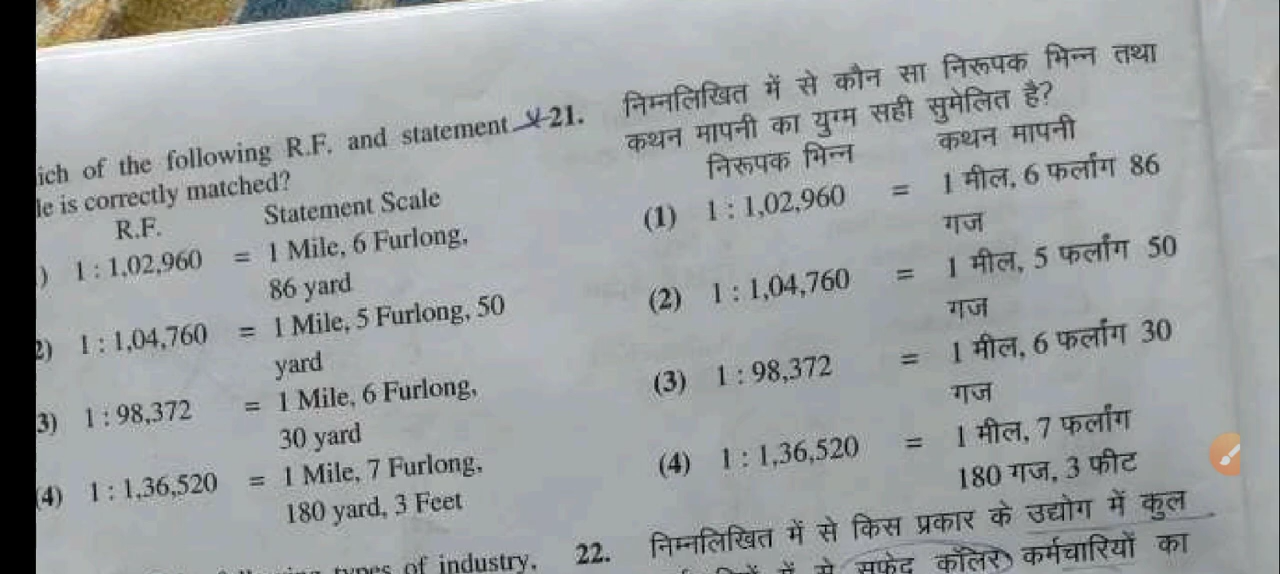 of the following R.F. and statement
is correctly matched?
R.F. Statement Scale
) 1 : 1,02,960 = 1 Mile, 6 Furlong,
86 yard
2) 1 : 1,04,760 = 1 Mile, 5 Furlong, 50
yard
3) 1 : 98,372 = 1 Mile, 6 Furlong,
30 yard
(4) 1 : 1,36,520 = 1 Mile, 7 Furlong,
180 yard, 3 Feet
types of industry,
21. निम्नलिखित में से कौन सा निरूपक भिन्न तथा
कथन मापनी का युग्म सही सुमेलित है?
निरूपक भिन्न कथन मापनी
(1) 1 : 1,02,960 = 1 मील, 6 फर्लांग 86
गज
(2) 1 : 1,04,760 = 1 मील, 5 फर्लांग 50
गज
(3) 1 : 98,372 = 1 मील, 6 फर्लांग 30
गज
(4) 1 : 1,36,520 = 1 मील, 7 फर्लांग
180 गज, 3 फीट
22. निम्नलिखित में से किस प्रकार के उद्योग में कुल
में से सफेद कॉलर कर्मचारियों का